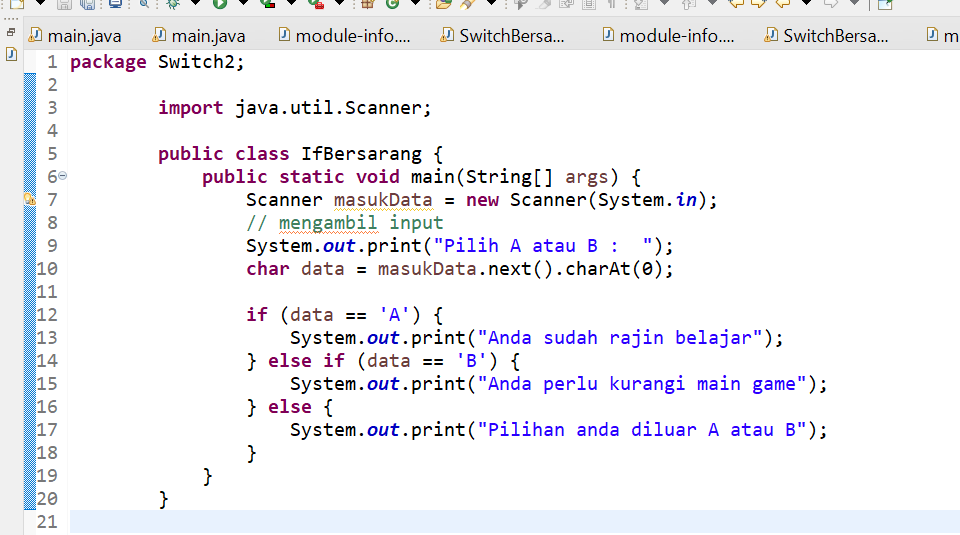 main.java main.java module-info.... SwitchBersa... module-info.... SwitchBersa... m
1 package Switch2;
2
3 import java.util.Scanner;
4
5 public class IfBersarang {
6 public static void main(String[] args) {
7 Scanner masukData = new Scanner(System.in);
8 // mengambil input
9 System.out.print("Pilih A atau B :  ");
10 char data = masukData.next().charAt(0);
11
12 if (data == 'A') {
13 System.out.print("Anda sudah rajin belajar");
14 } else if (data == 'B') {
15 System.out.print("Anda perlu kurangi main game");
16 } else {
17 System.out.print("Pilihan anda diluar A atau B");
18 }
19 }
20 }
21